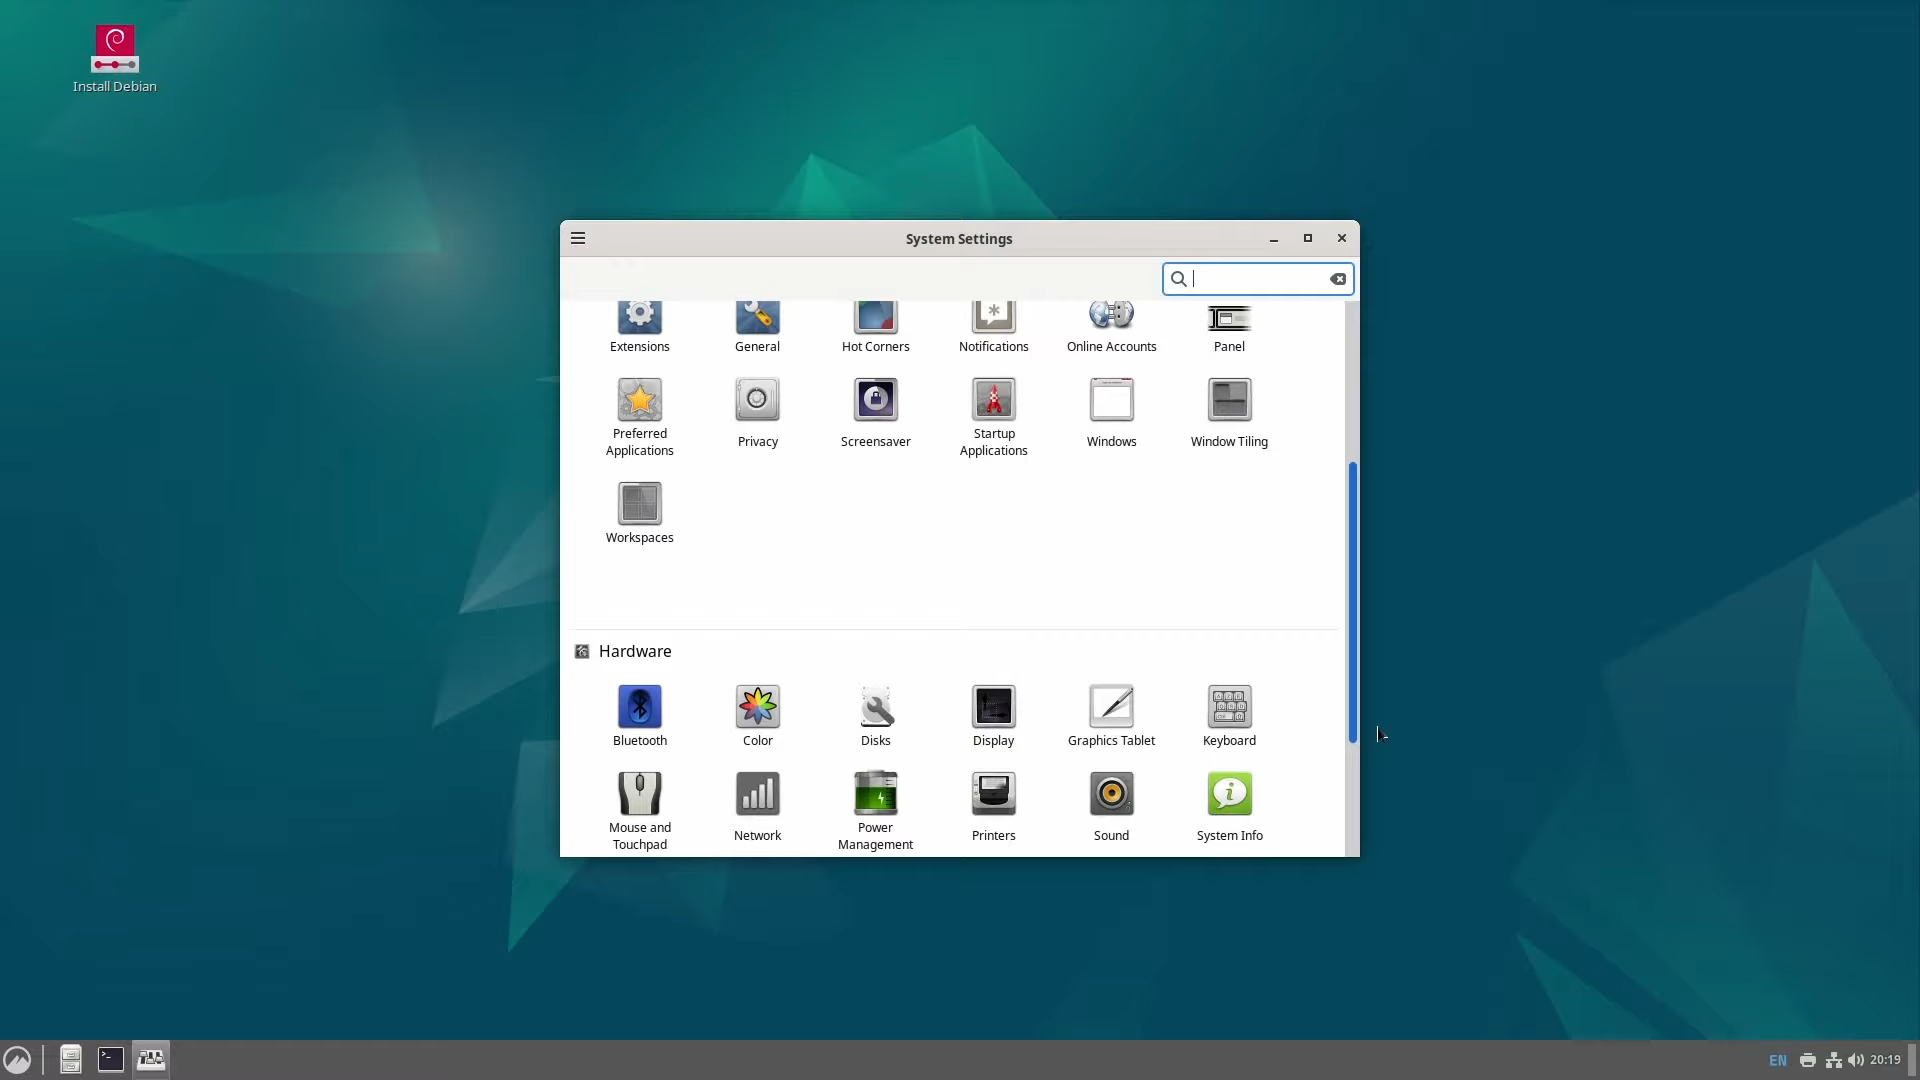 Install Debian
System Settings
Extensions
General
Hot Corners
Notifications
Online Accounts
Panel
Preferred
Applications
Privacy
Screensaver
Startup
Applications
Windows
Window Tiling
Workspaces
Hardware
Bluetooth
Color
Disks
Display
Graphics Tablet
Keyboard
Mouse and
Touchpad
Network
Power
Management
Printers
Sound
System Info
EN
20:19